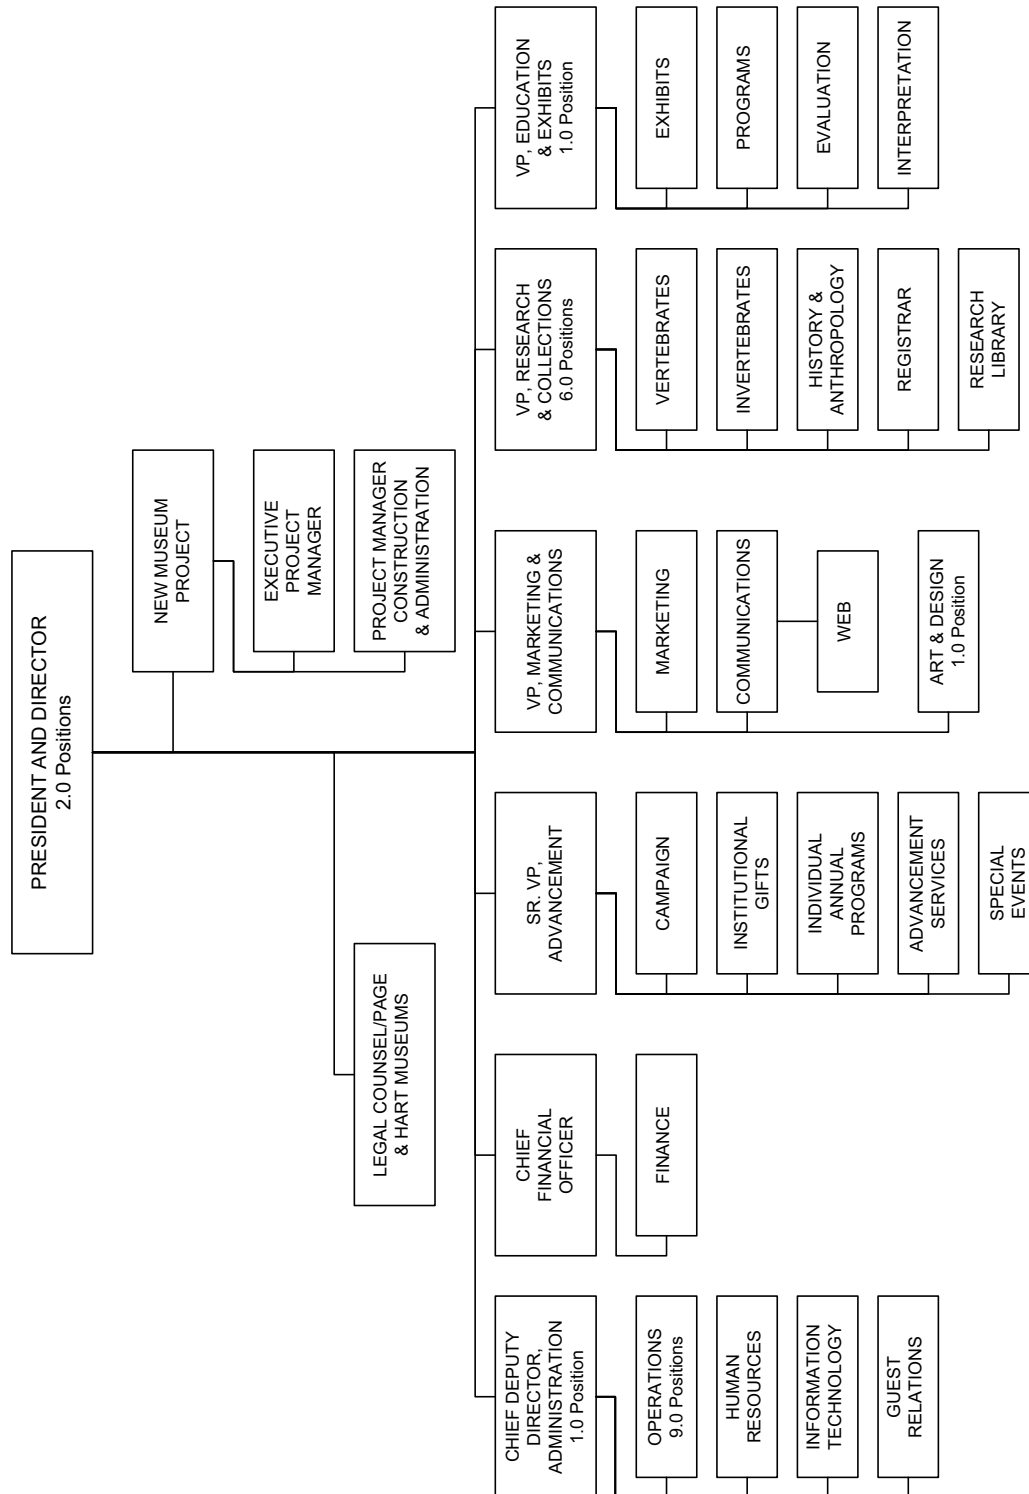 PRESIDENT AND DIRECTOR
2.0 Positions
NEW MUSEUM
PROJECT
EXECUTIVE
PROJECT
MANAGER
PROJECT MANAGER
CONSTRUCTION
& ADMINISTRATION
LEGAL COUNSEL/PAGE
& HART MUSEUMS
CHIEF DEPUTY
DIRECTOR,
ADMINISTRATION
1.0 Position
OPERATIONS
9.0 Positions
HUMAN
RESOURCES
INFORMATION
TECHNOLOGY
GUEST
RELATIONS
CHIEF
FINANCIAL
OFFICER
FINANCE
SR. VP,
ADVANCEMENT
CAMPAIGN
INSTITUTIONAL
GIFTS
INDIVIDUAL
ANNUAL
PROGRAMS
ADVANCEMENT
SERVICES
SPECIAL
EVENTS
VP, MARKETING &
COMMUNICATIONS
MARKETING
COMMUNICATIONS
WEB
ART & DESIGN
1.0 Position
VP, RESEARCH
& COLLECTIONS
6.0 Positions
VERTEBRATES
INVERTEBRATES
HISTORY &
ANTHROPOLOGY
REGISTRAR
RESEARCH
LIBRARY
VP, EDUCATION
& EXHIBITS
1.0 Position
EXHIBITS
PROGRAMS
EVALUATION
INTERPRETATION